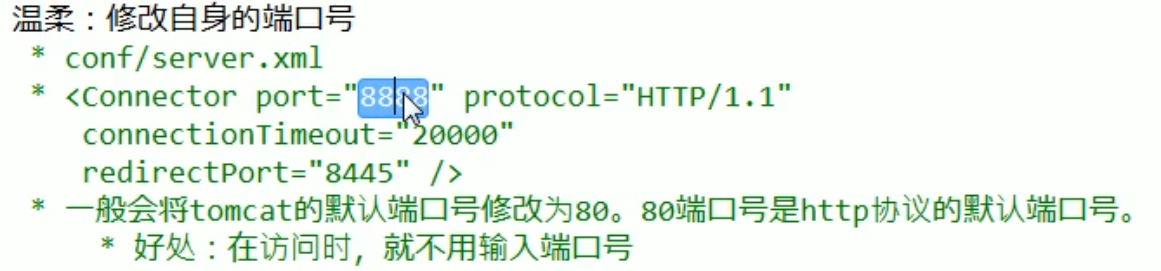 温柔：修改自身的端口号
* conf/server.xml
* <Connector port="8888" protocol="HTTP/1.1"
connectionTimeout="20000"
redirectPort="8445" />
* 一般会将tomcat的默认端口号修改为80。80端口号是http协议的默认端口号。
* 好处：在访问时，就不用输入端口号